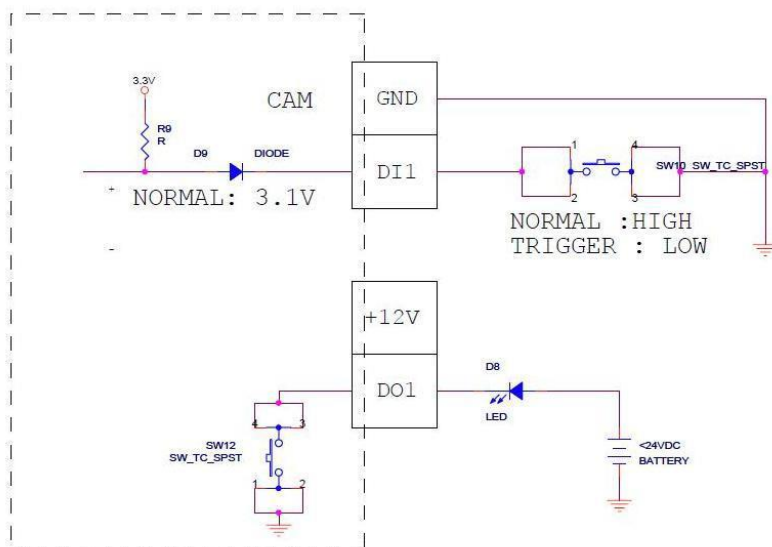 3.3V
R9
R
CAM
GND
D9
DIODE
DI1
+
-
NORMAL: 3.1V
1
4
2
3
SW10 SW_TC_SPST
NORMAL :HIGH
TRIGGER : LOW
+12V
DO1
D8
LED
4
3
SW12
SW_TC_SPST
1
2
<24VDC
BATTERY